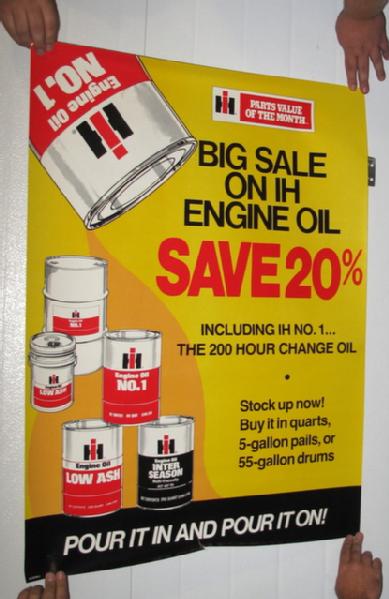 Engine Oil
NO.1
IH
PARTS VALUE
OF THE MONTH
BIG SALE
ON IH
ENGINE OIL
SAVE 20%
INCLUDING IH NO. 1...
THE 200 HOUR CHANGE OIL
•
Stock up now!
Buy it in quarts,
5-gallon pails, or
55-gallon drums
NO.1
LOW ASH
Engine Oil
NO.1
Engine Oil
LOW ASH
Engine Oil
INTER
SEASON
POUR IT IN AND POUR IT ON!